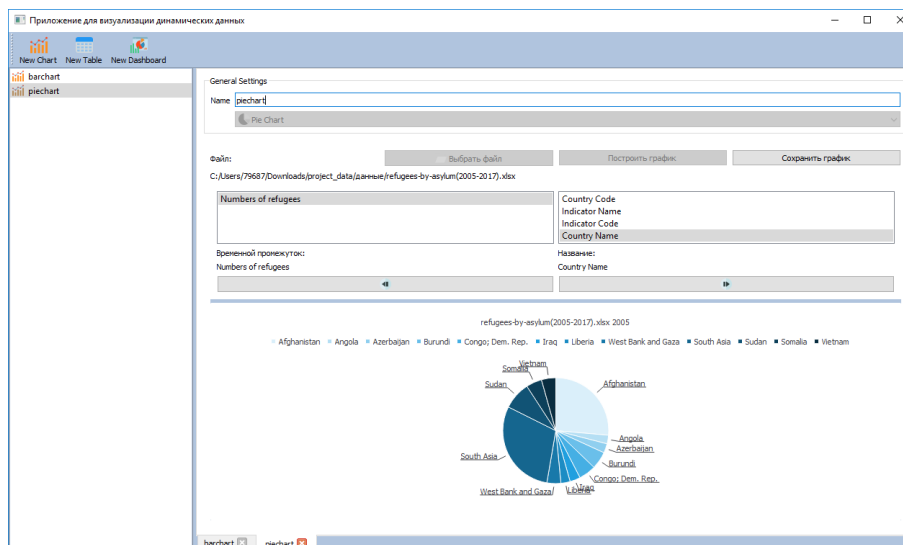 Приложение для визуализации динамических данных
New Chart New Table New Dashboard
barchart
piechart
General Settings
Name piechart
Pie Chart
Файл: Выбрать файл Построить график Сохранить график
C:/Users/79687/Downloads/project_data/данные/refugees-by-asylum(2005-2017).xlsx
Numbers of refugees
Country Code
Indicator Name
Indicator Code
Country Name
Временной промежуток: Название:
Numbers of refugees Country Name
refugees-by-asylum(2005-2017).xlsx 2005
Afghanistan Angola Azerbaijan Burundi Congo; Dem. Rep. Iraq Liberia West Bank and Gaza South Asia Sudan Somalia Vietnam
Vietnam
Somalia
Sudan
Afghanistan
Angola
Azerbaijan
South Asia
Burundi
Congo; Dem. Rep.
Iraq
West Bank and Gaza
Liberia
barchart piechart